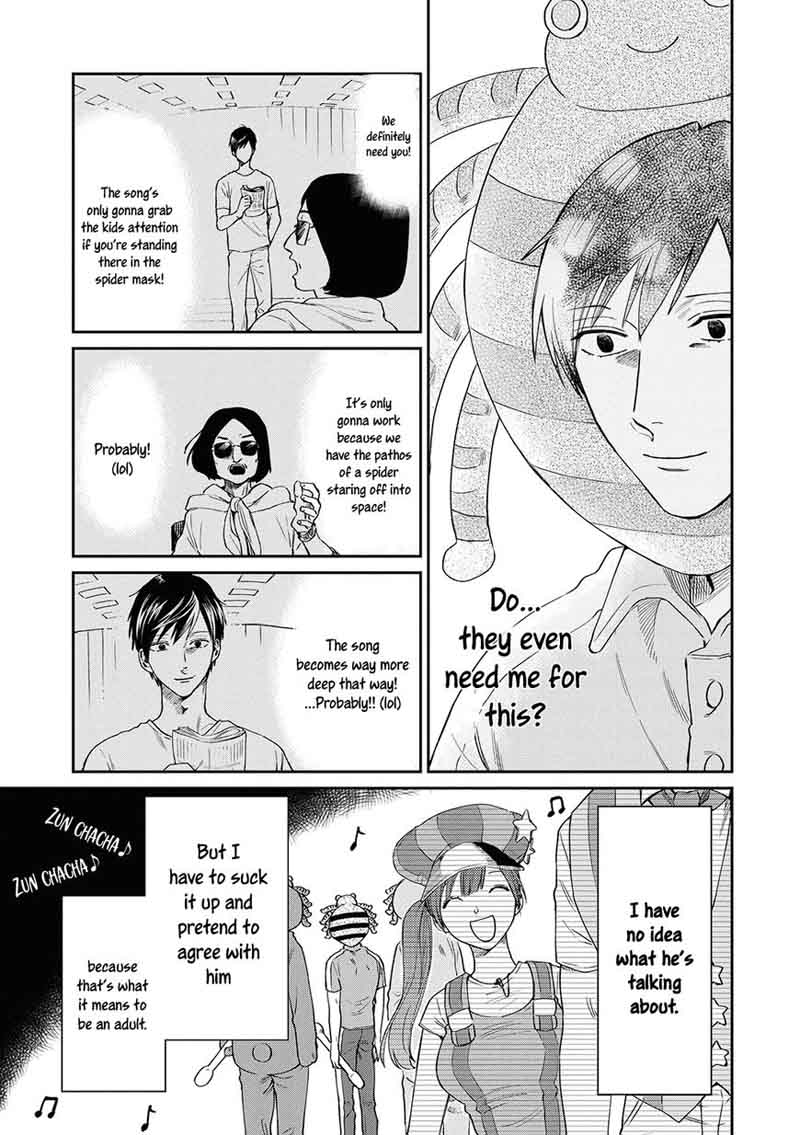 Do...
they even
need me for
this?
We
definitely
need you!
The song's
only gonna grab
the kids attention
if you're standing
there in the
spider mask!
It's only
gonna work
because we
have the pathos
of a spider
staring off into
space!
Probably!
(lol)
The song
becomes way more
deep that way!
...Probably!! (lol)
I have
no idea
what he's
talking
about.
But I
have to suck
it up and
pretend to
agree with
him
because
that's what
it means to
be an adult.
ZUN CHACHA♪
ZUN CHACHA♪